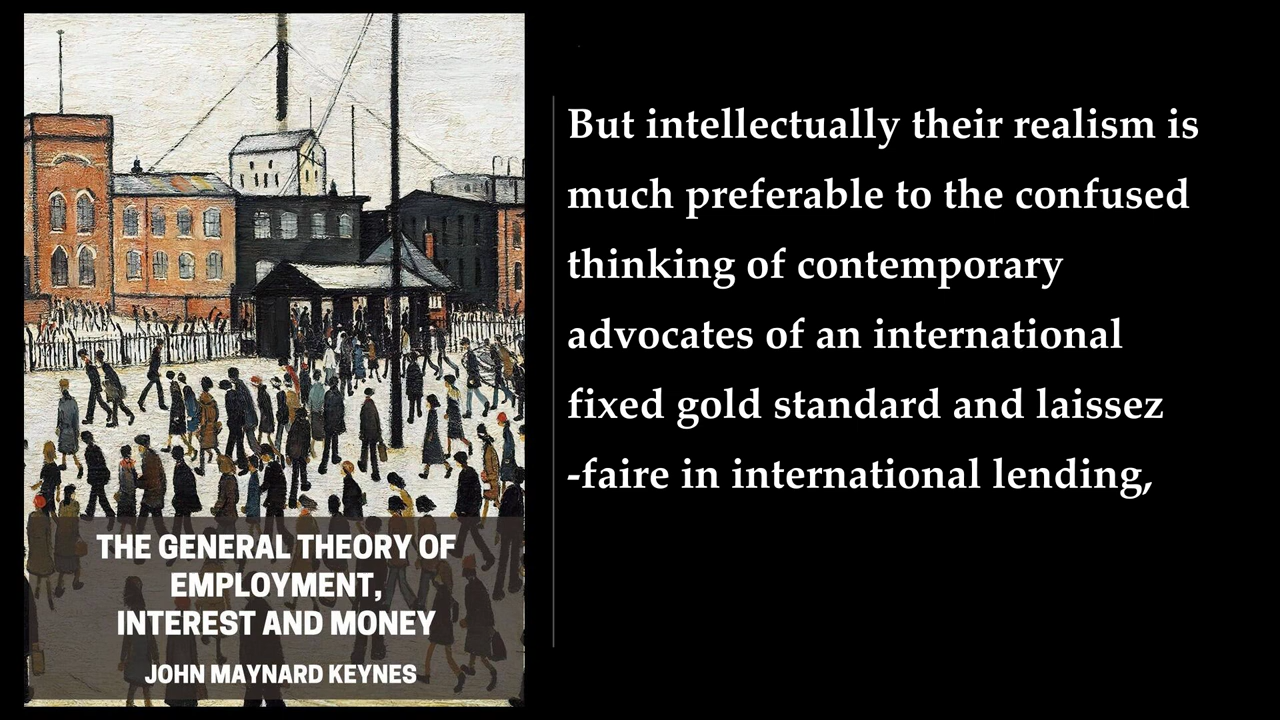 THE GENERAL THEORY OF
EMPLOYMENT,
INTEREST AND MONEY
JOHN MAYNARD KEYNES
But intellectually their realism is
much preferable to the confused
thinking of contemporary
advocates of an international
fixed gold standard and laissez
-faire in international lending,